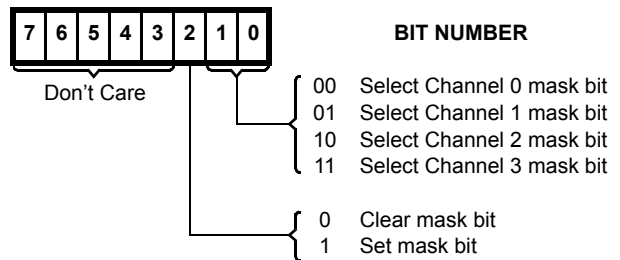 7 6 5 4 3 2 1 0 BIT NUMBER
Don't Care
00 Select Channel 0 mask bit
01 Select Channel 1 mask bit
10 Select Channel 2 mask bit
11 Select Channel 3 mask bit
0 Clear mask bit
1 Set mask bit